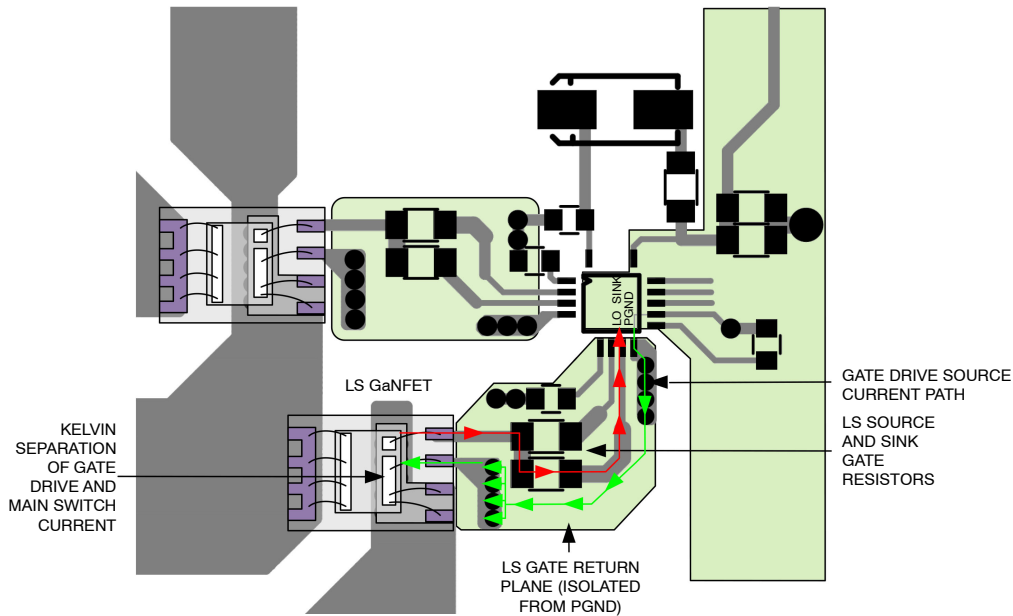 LO SINK
PGND
LS GaNFET
KELVIN
SEPARATION
OF GATE
DRIVE AND
MAIN SWITCH
CURRENT
GATE DRIVE SOURCE
CURRENT PATH
LS SOURCE
AND SINK
GATE
RESISTORS
LS GATE RETURN
PLANE (ISOLATED
FROM PGND)